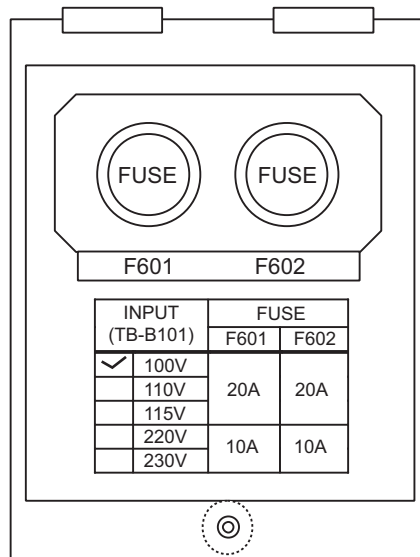 FUSE FUSE
F601 F602
INPUT FUSE
(TB-B101) F601 F602
✓ 100V
110V 20A 20A
115V
220V 10A 10A
230V